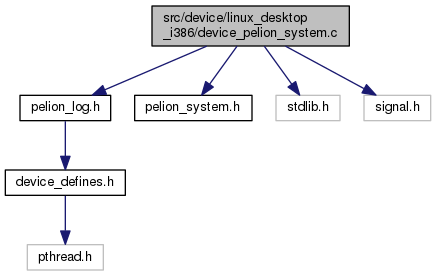 src/device/linux_desktop
_i386/device_pelion_system.c
pelion_log.h
pelion_system.h
stdlib.h
signal.h
device_defines.h
pthread.h